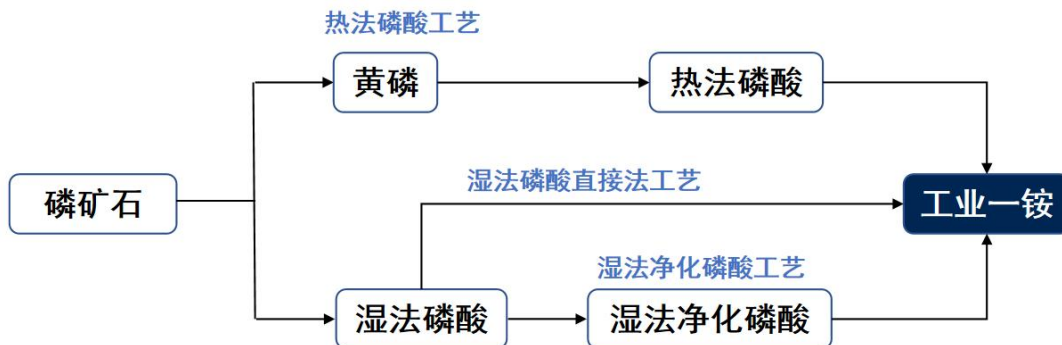 热法磷酸工艺
黄磷
热法磷酸
磷矿石
湿法磷酸直接法工艺
工业一铵
湿法净化磷酸工艺
湿法磷酸
湿法净化磷酸